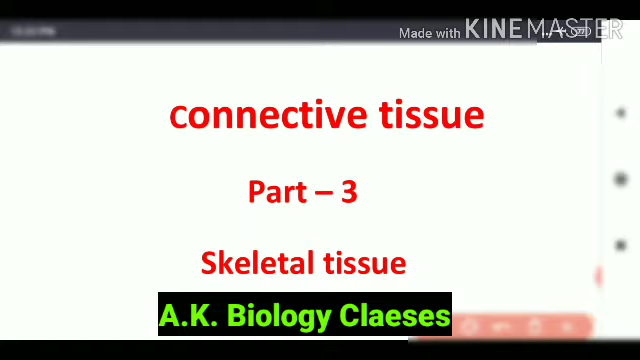 Made with KINEMASTER
connective tissue
Part – 3
Skeletal tissue
A.K. Biology Claeses